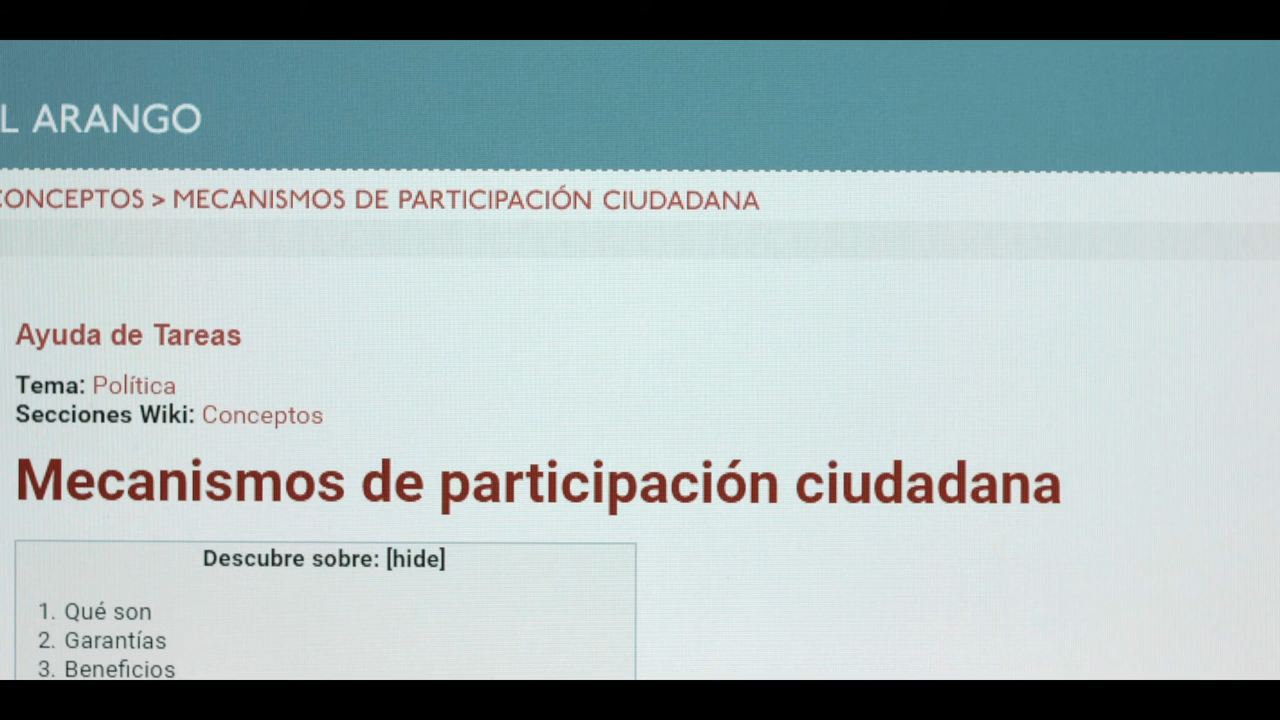 L ARANGO
CONCEPTOS > MECANISMOS DE PARTICIPACIÓN CIUDADANA
Ayuda de Tareas
Tema: Política
Secciones Wiki: Conceptos
Mecanismos de participación ciudadana
Descubre sobre: [hide]
1. Qué son
2. Garantías
3. Beneficios